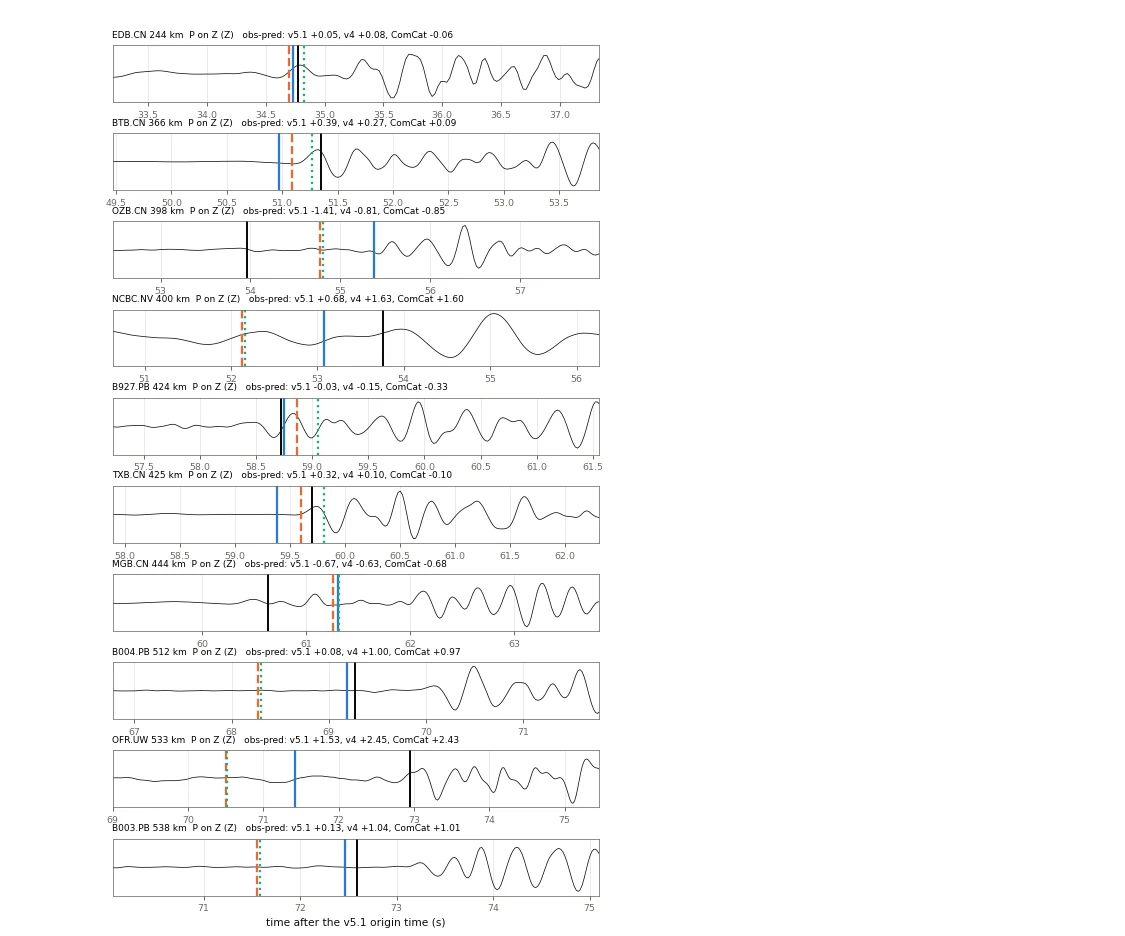 EDB.CN 244 km  P on Z (Z)   obs-pred: v5.1 +0.05, v4 +0.08, ComCat -0.06
33.5 34.0 34.5 35.0 35.5 36.0 36.5 37.0
BTB.CN 366 km  P on Z (Z)   obs-pred: v5.1 +0.39, v4 +0.27, ComCat +0.09
49.5 50.0 50.5 51.0 51.5 52.0 52.5 53.0 53.5
OZB.CN 398 km  P on Z (Z)   obs-pred: v5.1 -1.41, v4 -0.81, ComCat -0.85
53 54 55 56 57
NCBC.NV 400 km  P on Z (Z)   obs-pred: v5.1 +0.68, v4 +1.63, ComCat +1.60
51 52 53 54 55 56
B927.PB 424 km  P on Z (Z)   obs-pred: v5.1 -0.03, v4 -0.15, ComCat -0.33
57.5 58.0 58.5 59.0 59.5 60.0 60.5 61.0 61.5
TXB.CN 425 km  P on Z (Z)   obs-pred: v5.1 +0.32, v4 +0.10, ComCat -0.10
58.0 58.5 59.0 59.5 60.0 60.5 61.0 61.5 62.0
MGB.CN 444 km  P on Z (Z)   obs-pred: v5.1 -0.67, v4 -0.63, ComCat -0.68
60 61 62 63
B004.PB 512 km  P on Z (Z)   obs-pred: v5.1 +0.08, v4 +1.00, ComCat +0.97
67 68 69 70 71
OFR.UW 533 km  P on Z (Z)   obs-pred: v5.1 +1.53, v4 +2.45, ComCat +2.43
69 70 71 72 73 74 75
B003.PB 538 km  P on Z (Z)   obs-pred: v5.1 +0.13, v4 +1.04, ComCat +1.01
71 72 73 74 75
time after the v5.1 origin time (s)